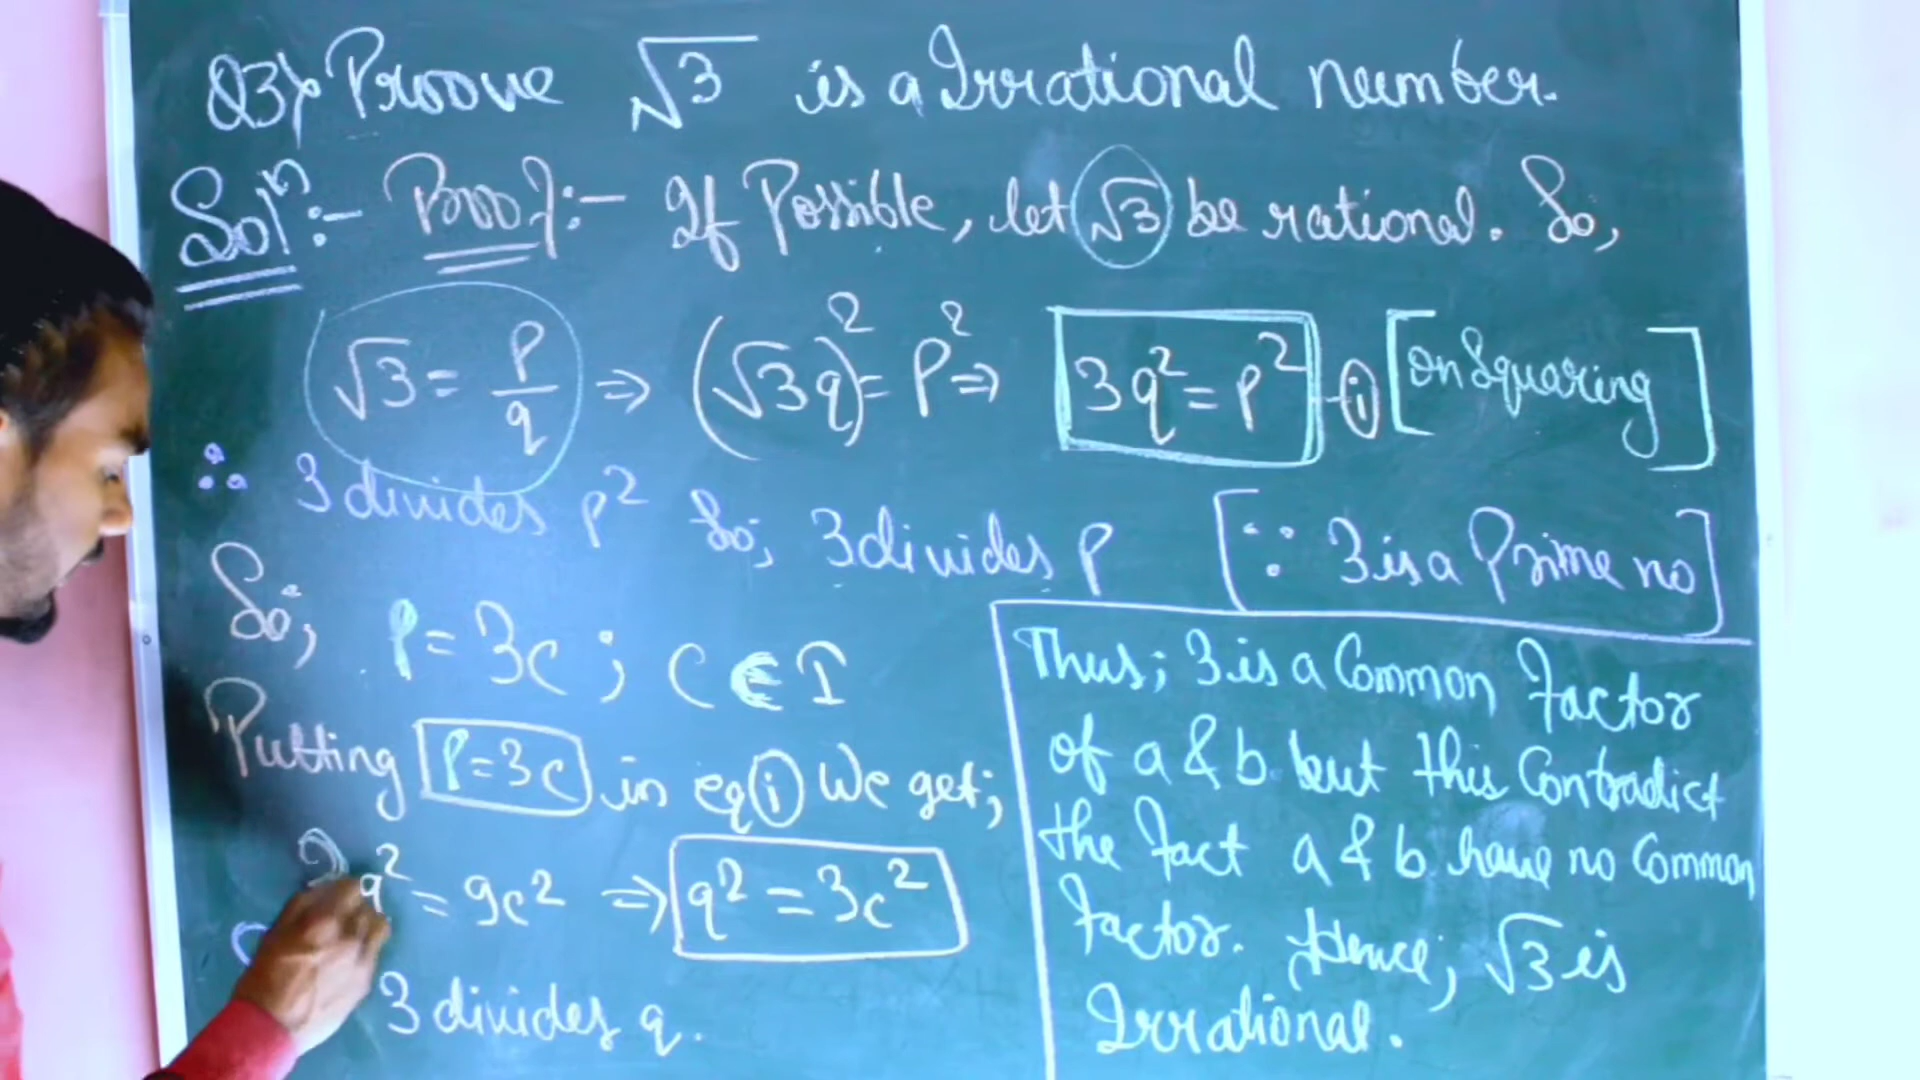 Q3) Proove √3 is a Irrational number.
Solⁿ:- Proof:- If Possible, let √3 be rational. So,
√3 = p/q ⇒ (√3q)² = p² ⇒ 3q² = p² -(i) [on Squaring]
∴ 3 divides p² So; 3 divides p [∵ 3 is a Prime no]
So; p = 3c ; c ∈ I
Putting p=3c in eq(i) We get;
q² = 9c² ⇒ q² = 3c²
3 divides q.
Thus; 3 is a Common Factor
of a & b but this Contradict
the fact a & b have no Common
factor. Hence; √3 is
Irrational.